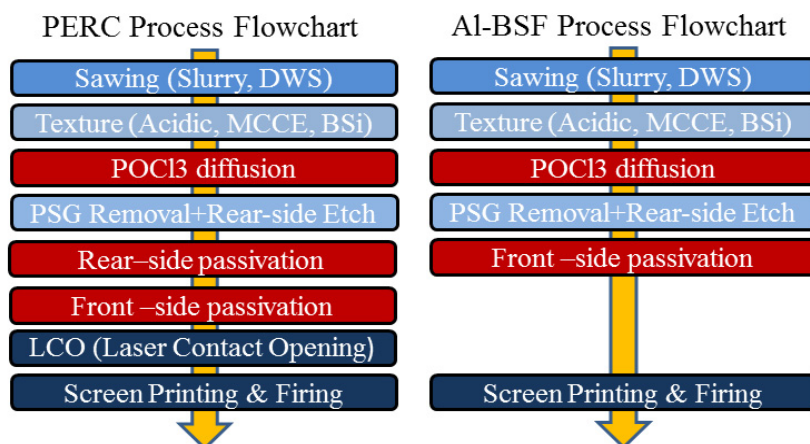 PERC Process Flowchart
Sawing (Slurry, DWS)
Texture (Acidic, MCCE, BSi)
POCl3 diffusion
PSG Removal+Rear-side Etch
Rear–side passivation
Front –side passivation
LCO (Laser Contact Opening)
Screen Printing & Firing
Al-BSF Process Flowchart
Sawing (Slurry, DWS)
Texture (Acidic, MCCE, BSi)
POCl3 diffusion
PSG Removal+Rear-side Etch
Front –side passivation
Screen Printing & Firing